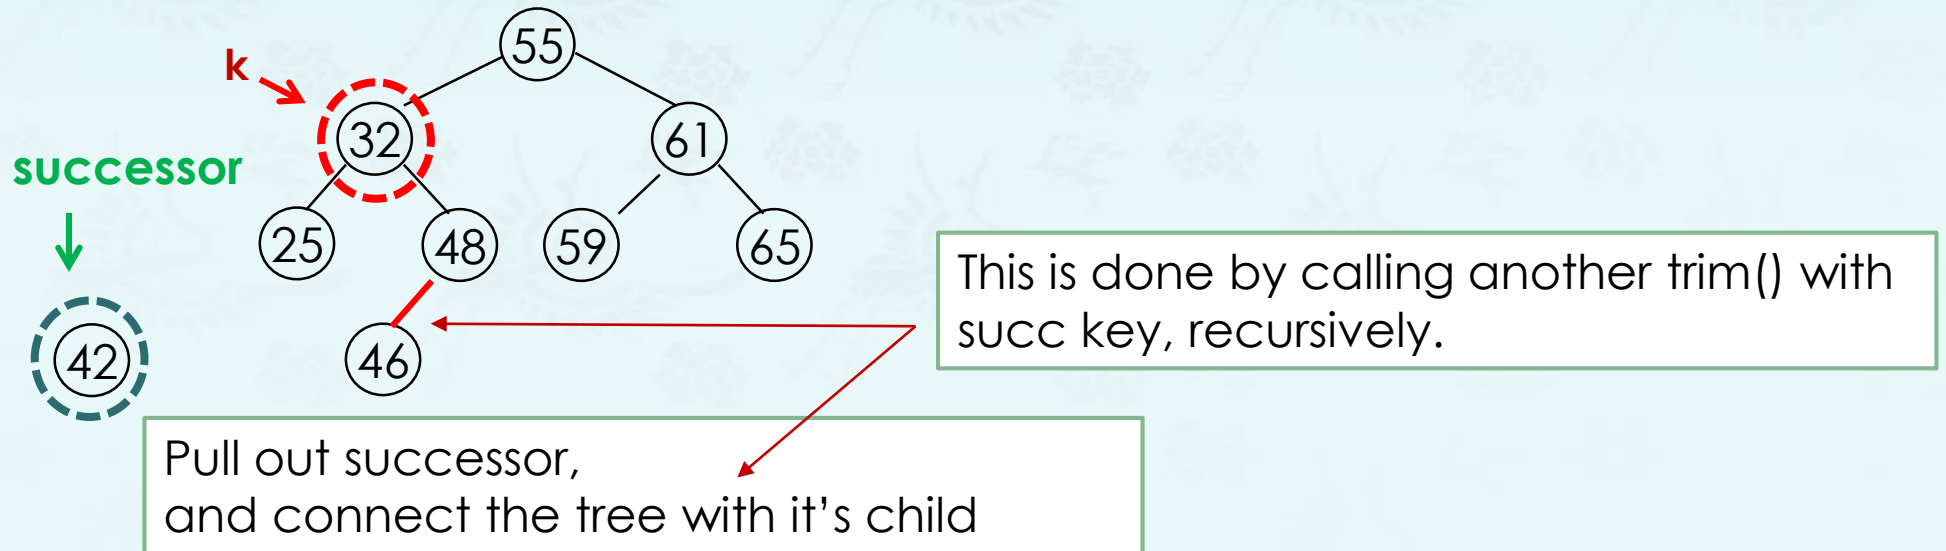 55
k
32
61
successor
25
48
59
65
This is done by calling another trim() with
succ key, recursively.
42
46
Pull out successor,
and connect the tree with it's child